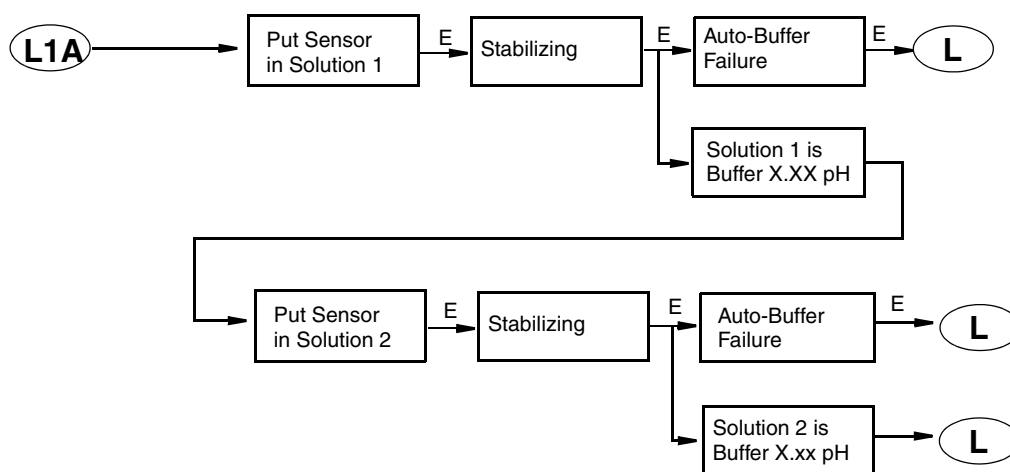 L1A
Put Sensor
in Solution 1
E
Stabilizing
E
Auto-Buffer
Failure
E
L
Solution 1 is
Buffer X.XX pH
Put Sensor
in Solution 2
E
Stabilizing
E
Auto-Buffer
Failure
E
L
Solution 2 is
Buffer X.xx pH
L